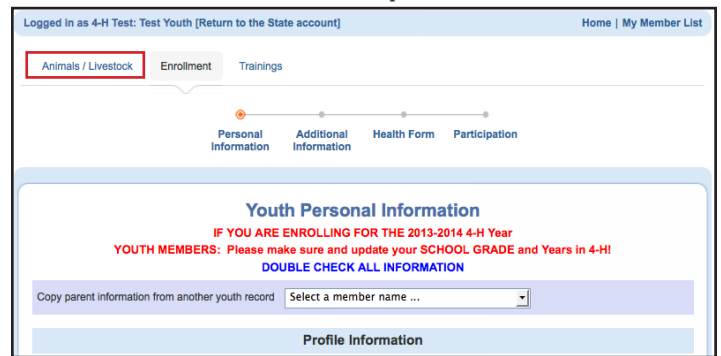 Logged in as 4-H Test: Test Youth [Return to the State account] Home | My Member List
Animals / Livestock Enrollment Trainings
Personal Information Additional Information Health Form Participation
Youth Personal Information
IF YOU ARE ENROLLING FOR THE 2013-2014 4-H Year
YOUTH MEMBERS: Please make sure and update your SCHOOL GRADE and Years in 4-H!
DOUBLE CHECK ALL INFORMATION
Copy parent information from another youth record Select a member name ...
Profile Information